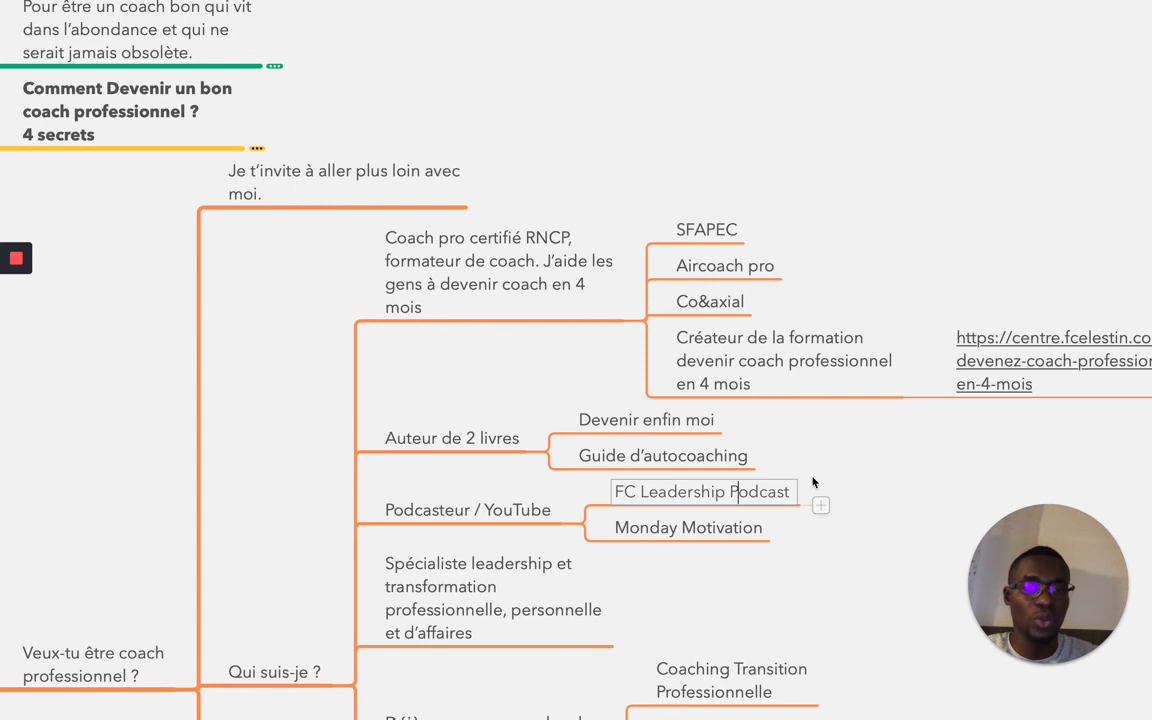 Pour être un coach bon qui vit
dans l'abondance et qui ne
serait jamais obsolète.
Comment Devenir un bon
coach professionnel ?
4 secrets
Je t'invite à aller plus loin avec
moi.
Coach pro certifié RNCP,
formateur de coach. J'aide les
gens à devenir coach en 4
mois
SFAPEC
Aircoach pro
Co&axial
Créateur de la formation
devenir coach professionnel
en 4 mois
https://centre.fcelestin.co
devenez-coach-profession
en-4-mois
Auteur de 2 livres
Devenir enfin moi
Guide d'autocoaching
Podcasteur / YouTube
FC Leadership Podcast
Monday Motivation
Spécialiste leadership et
transformation
professionnelle, personnelle
et d'affaires
Veux-tu être coach
professionnel ?
Qui suis-je ?
Coaching Transition
Professionnelle